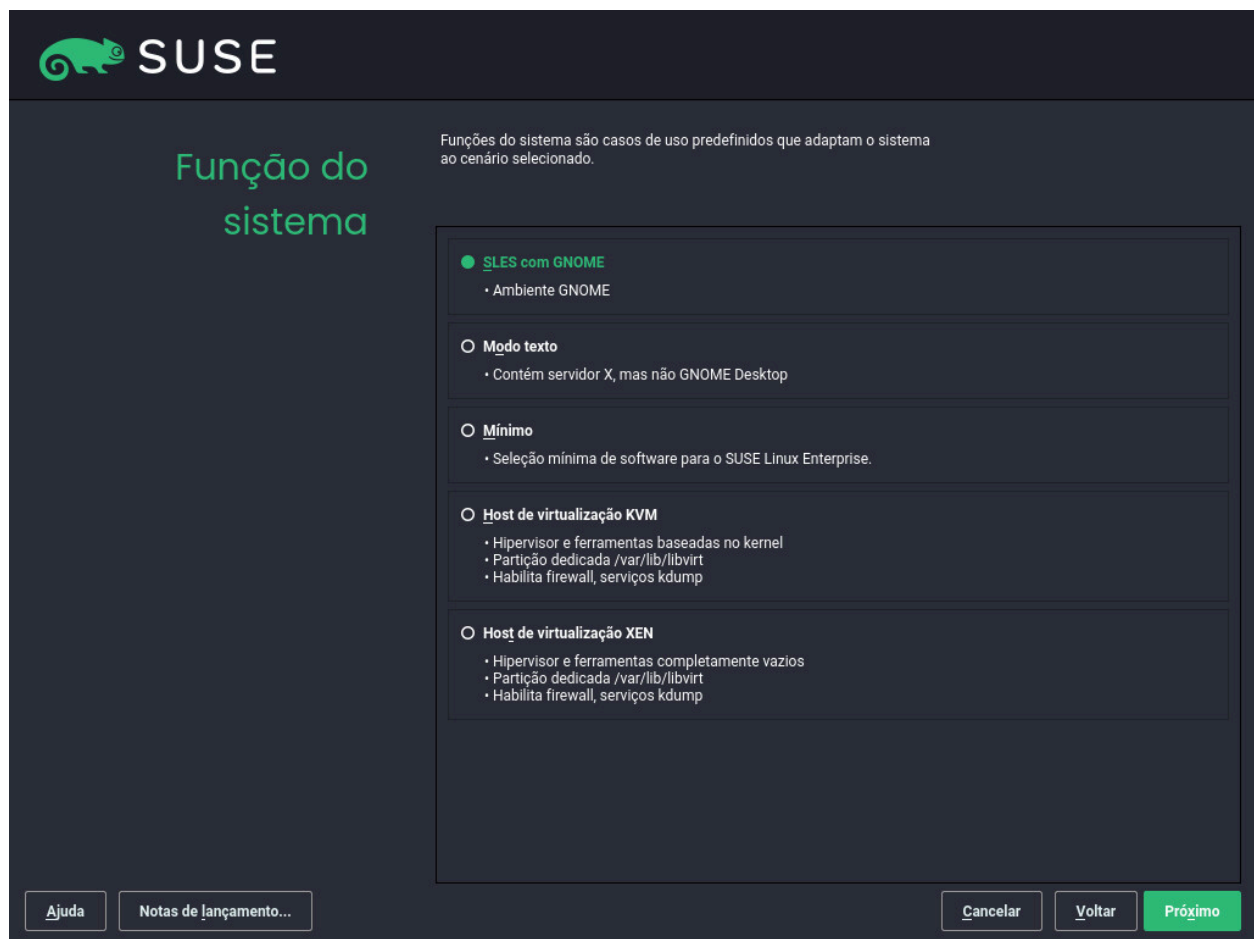 SUSE
Função do
sistema
Funções do sistema são casos de uso predefinidos que adaptam o sistema
ao cenário selecionado.
SLES com GNOME
• Ambiente GNOME
Modo texto
• Contém servidor X, mas não GNOME Desktop
Mínimo
• Seleção mínima de software para o SUSE Linux Enterprise.
Host de virtualização KVM
• Hipervisor e ferramentas baseadas no kernel
• Partição dedicada /var/lib/libvirt
• Habilita firewall, serviços kdump
Host de virtualização XEN
• Hipervisor e ferramentas completamente vazios
• Partição dedicada /var/lib/libvirt
• Habilita firewall, serviços kdump
Ajuda
Notas de lançamento...
Cancelar
Voltar
Próximo